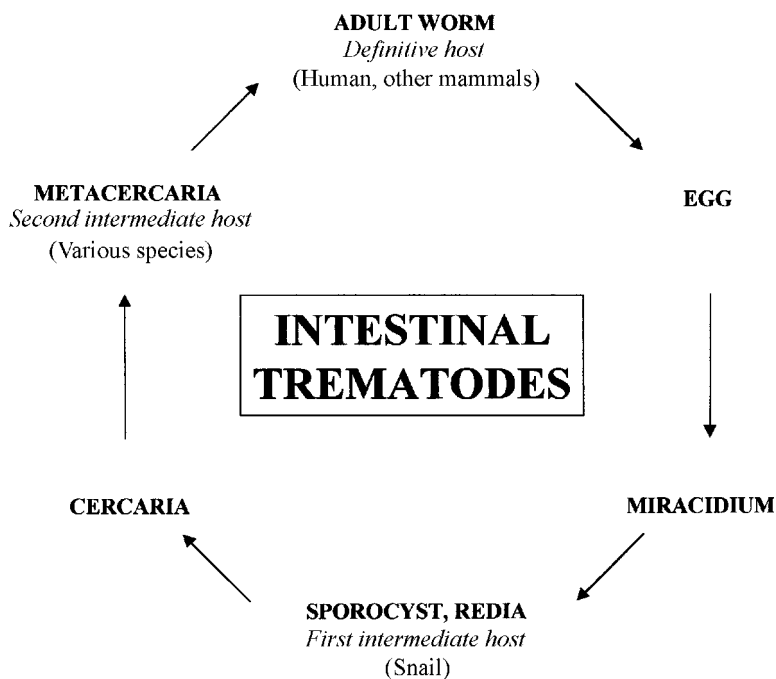 ADULT WORM
Definitive host
(Human, other mammals)
EGG
MIRACIDIUM
SPOROCYST, REDIA
First intermediate host
(Snail)
CERCARIA
METACERCARIA
Second intermediate host
(Various species)
INTESTINAL
TREMATODES